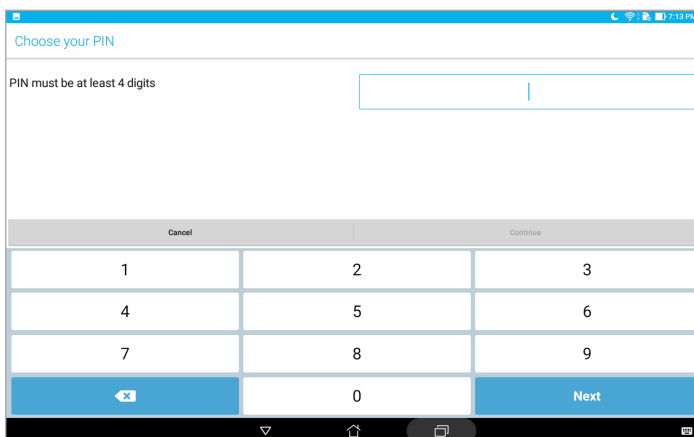 7:13 PM
Choose your PIN
PIN must be at least 4 digits
Cancel Continue
1 2 3
4 5 6
7 8 9
0 Next